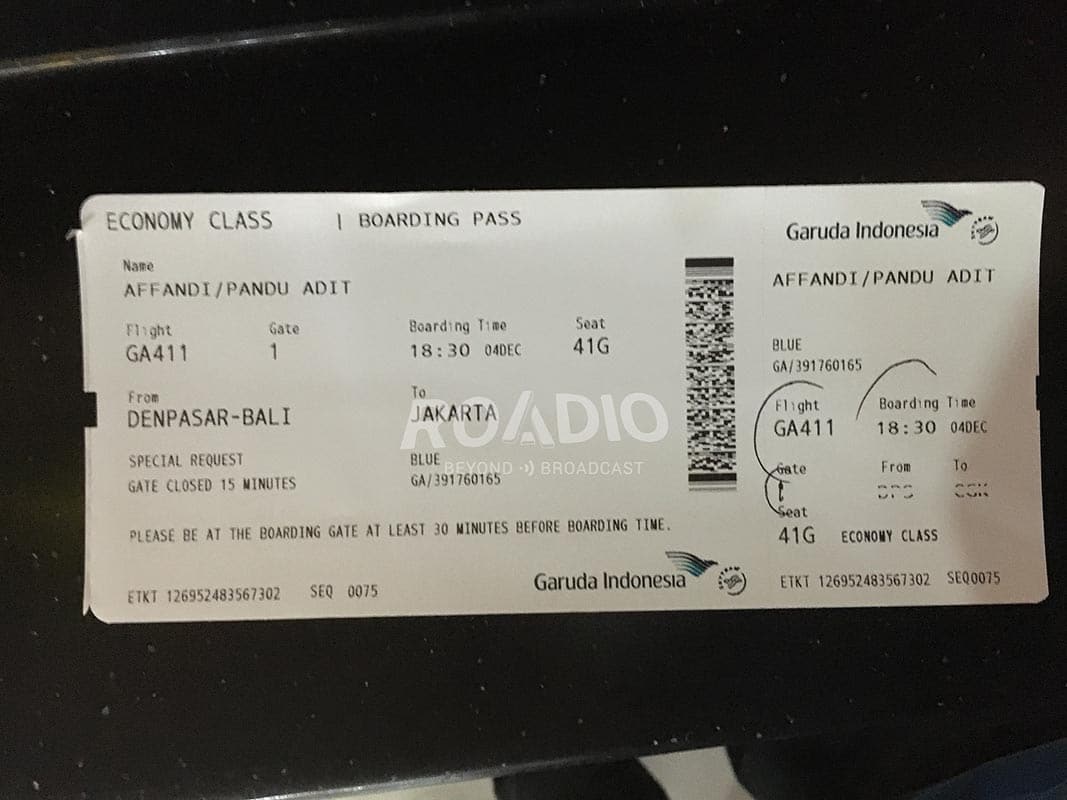 ECONOMY CLASS | BOARDING PASS
Name
AFFANDI/PANDU ADIT
Flight Gate Boarding Time Seat
GA411 1 18:30 04DEC 41G
From To
DENPASAR-BALI JAKARTA
SPECIAL REQUEST BLUE
GATE CLOSED 15 MINUTES GA/391760165
PLEASE BE AT THE BOARDING GATE AT LEAST 30 MINUTES BEFORE BOARDING TIME.
Garuda Indonesia
ETKT 126952483567302 SEQ 0075
ROADIO
BEYOND BROADCAST
Garuda Indonesia
AFFANDI/PANDU ADIT
BLUE
GA/391760165
Flight Boarding Time
GA411 18:30 04DEC
Gate From To
1 DPS CGK
Seat
41G ECONOMY CLASS
ETKT 126952483567302 SEQ0075